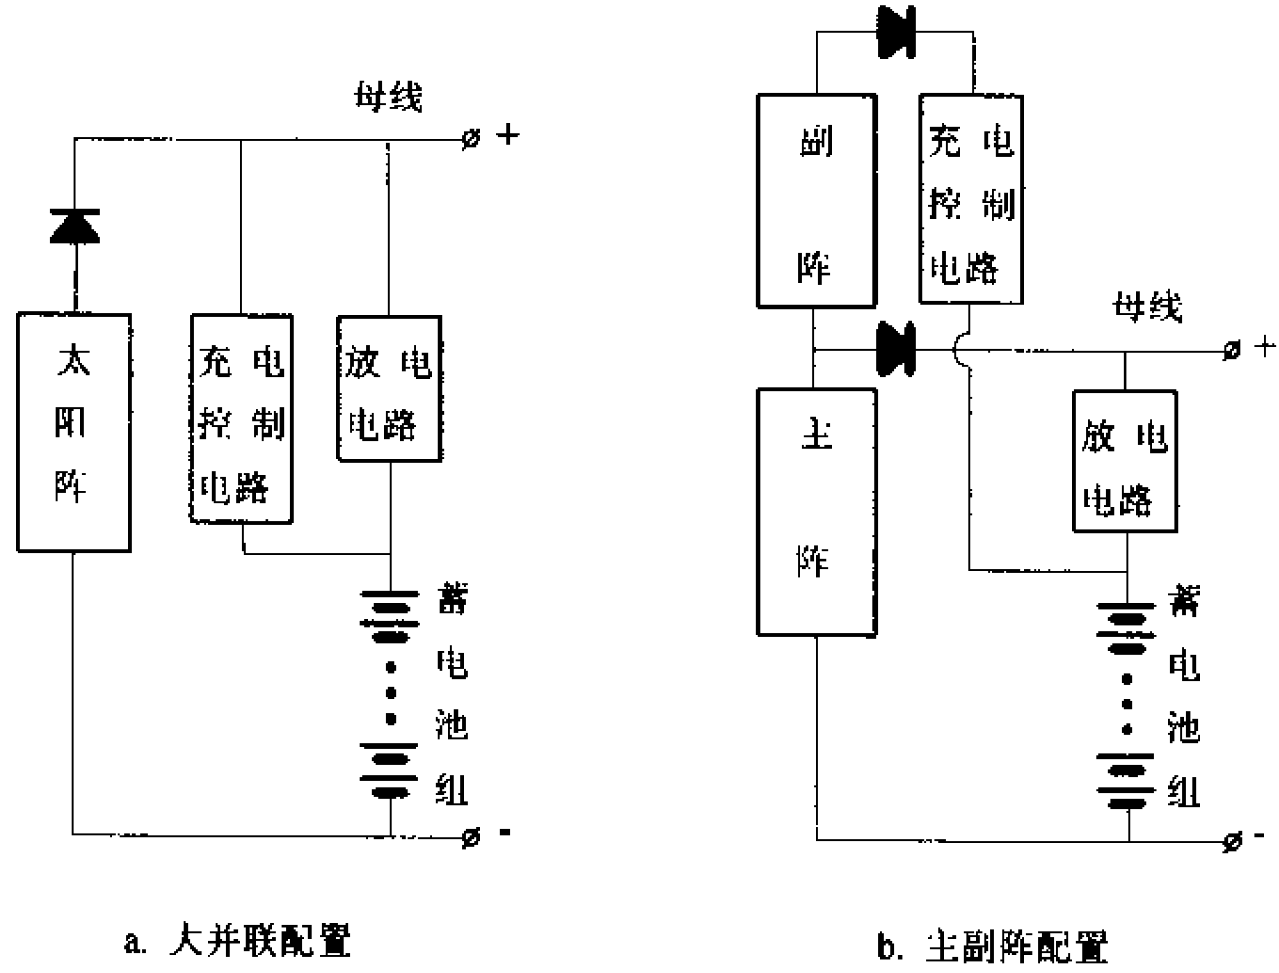 母线
+
太阳阵
充电控制电路
放电电路
蓄电池组
-
a. 大并联配置
副阵
充电控制电路
母线
+
主阵
放电电路
蓄电池组
-
b. 主副阵配置